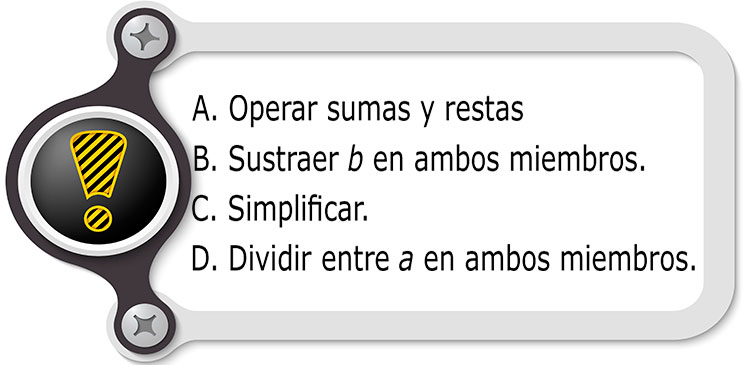 A. Operar sumas y restas
B. Sustraer b en ambos miembros.
C. Simplificar.
D. Dividir entre a en ambos miembros.